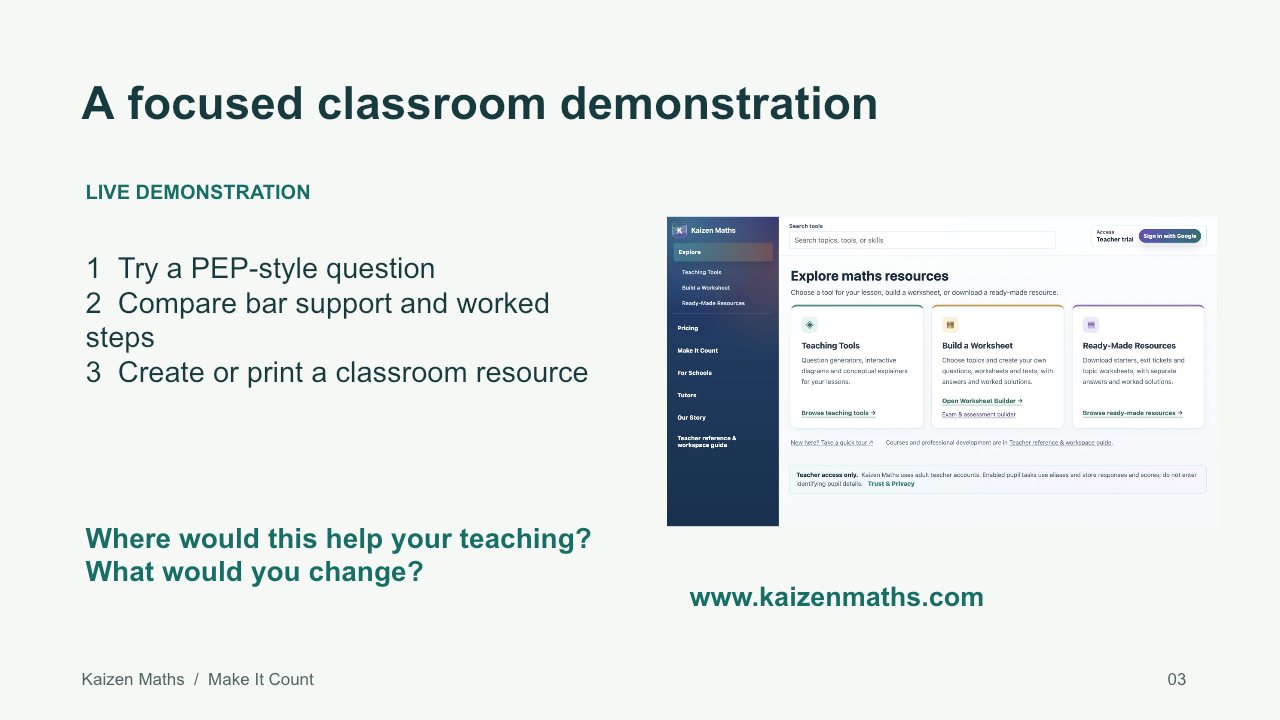 A focused classroom demonstration
LIVE DEMONSTRATION
1 Try a PEP-style question
2 Compare bar support and worked
steps
3 Create or print a classroom resource
Where would this help your teaching?
What would you change?
K Kaizen Maths
Explore
Teaching Tools
Build a Worksheet
Ready-Made Resources
Pricing
Make It Count
For Schools
Tutors
Our Story
Teacher reference &
workspace guide
Search tools
Search topics, tools, or skills
Access
Teacher trial
Sign in with Google
Explore maths resources
Choose a tool for your lesson, build a worksheet, or download a ready-made resource.
Teaching Tools
Question generators, interactive
diagrams and conceptual explainers
for your lessons.
Browse teaching tools →
Build a Worksheet
Choose topics and create your own
questions, worksheets and tests, with
answers and worked solutions.
Open Worksheet Builder →
Exam & assessment builder
Ready-Made Resources
Download starters, exit tickets and
topic worksheets, with separate
answers and worked solutions.
Browse ready-made resources →
New here? Take a quick tour ↗ Courses and professional development are in Teacher reference & workspace guide.
Teacher access only. Kaizen Maths uses adult teacher accounts. Enabled pupil tasks use aliases and store responses and scores; do not enter
identifying pupil details. Trust & Privacy
www.kaizenmaths.com
Kaizen Maths / Make It Count
03